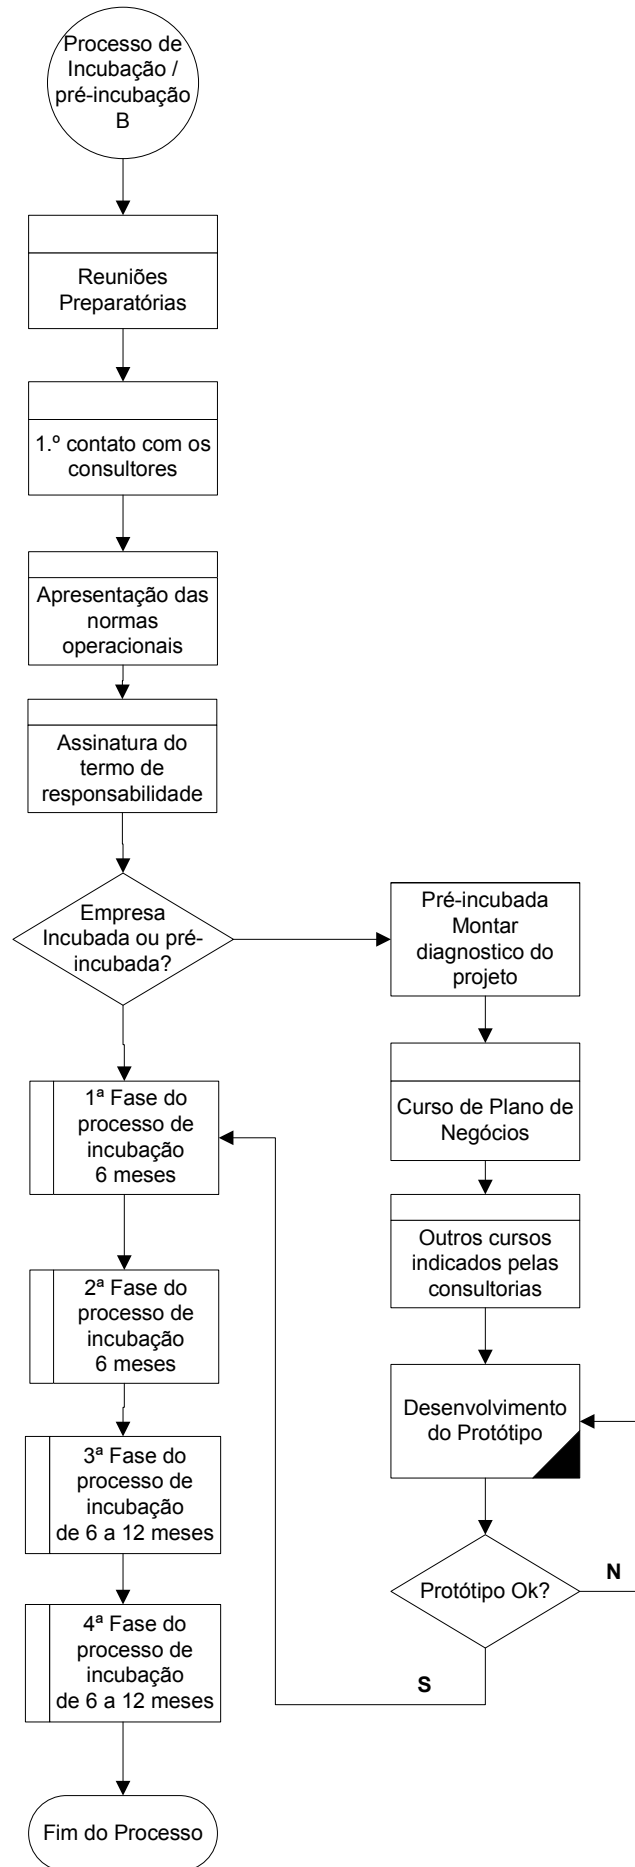 Processo de
Incubação /
pré-incubação
B
Reuniões
Preparatórias
1.º contato com os
consultores
Apresentação das
normas
operacionais
Assinatura do
termo de
responsabilidade
Empresa
Incubada ou pré-
incubada?
Pré-incubada
Montar
diagnostico do
projeto
Curso de Plano de
Negócios
Outros cursos
indicados pelas
consultorias
Desenvolvimento
do Protótipo
Protótipo Ok?
N
S
1ª Fase do
processo de
incubação
6 meses
2ª Fase do
processo de
incubação
6 meses
3ª Fase do
processo de
incubação
de 6 a 12 meses
4ª Fase do
processo de
incubação
de 6 a 12 meses
Fim do Processo